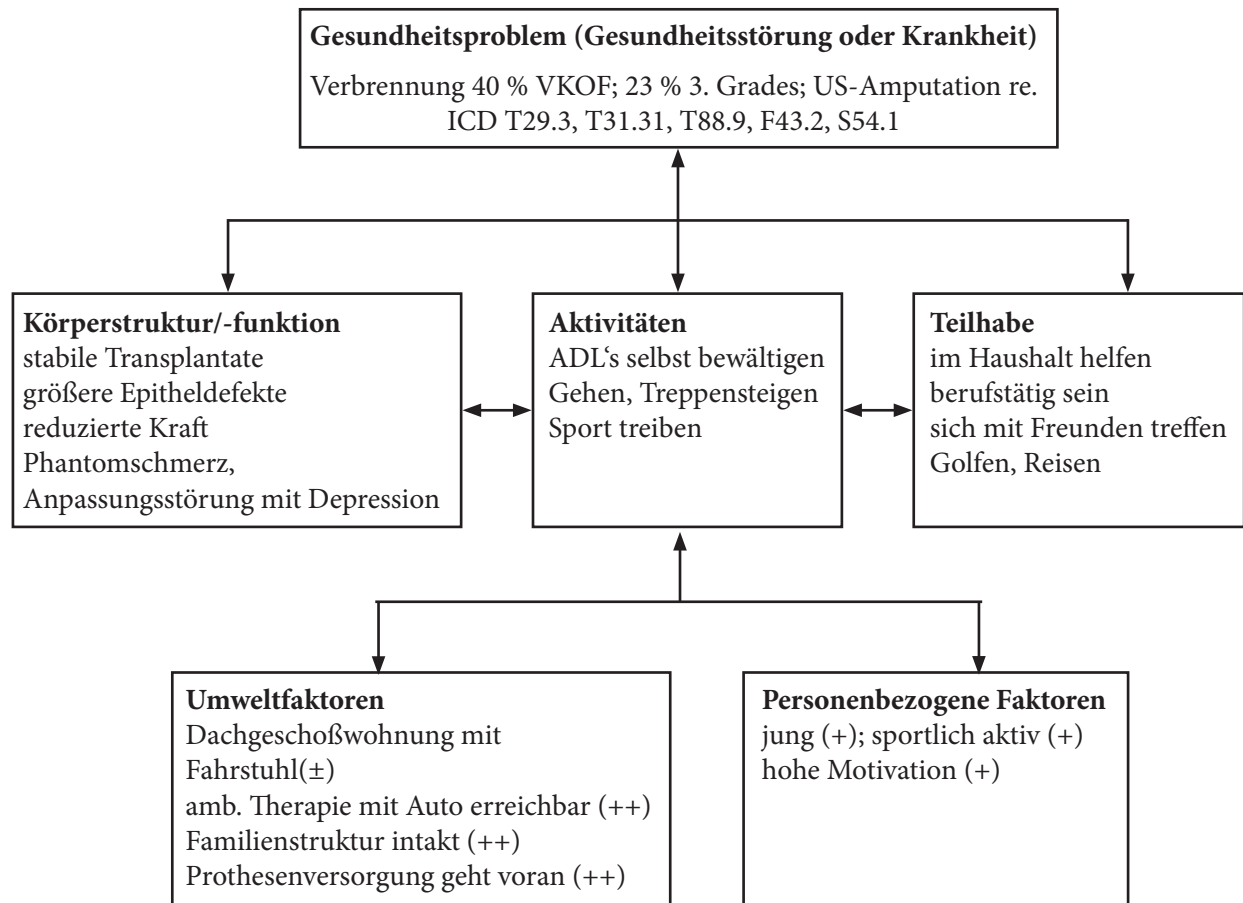 Gesundheitsproblem (Gesundheitsstörung oder Krankheit)
Verbrennung 40 % VKOF; 23 % 3. Grades; US-Amputation re.
ICD T29.3, T31.31, T88.9, F43.2, S54.1
Körperstruktur/-funktion
stabile Transplantate
größere Epitheldefekte
reduzierte Kraft
Phantomschmerz,
Anpassungsstörung mit Depression
Aktivitäten
ADL‘s selbst bewältigen
Gehen, Treppensteigen
Sport treiben
Teilhabe
im Haushalt helfen
berufstätig sein
sich mit Freunden treffen
Golfen, Reisen
Umweltfaktoren
Dachgeschoßwohnung mit
Fahrstuhl(±)
amb. Therapie mit Auto erreichbar (++)
Familienstruktur intakt (++)
Prothesenversorgung geht voran (++)
Personenbezogene Faktoren
jung (+); sportlich aktiv (+)
hohe Motivation (+)